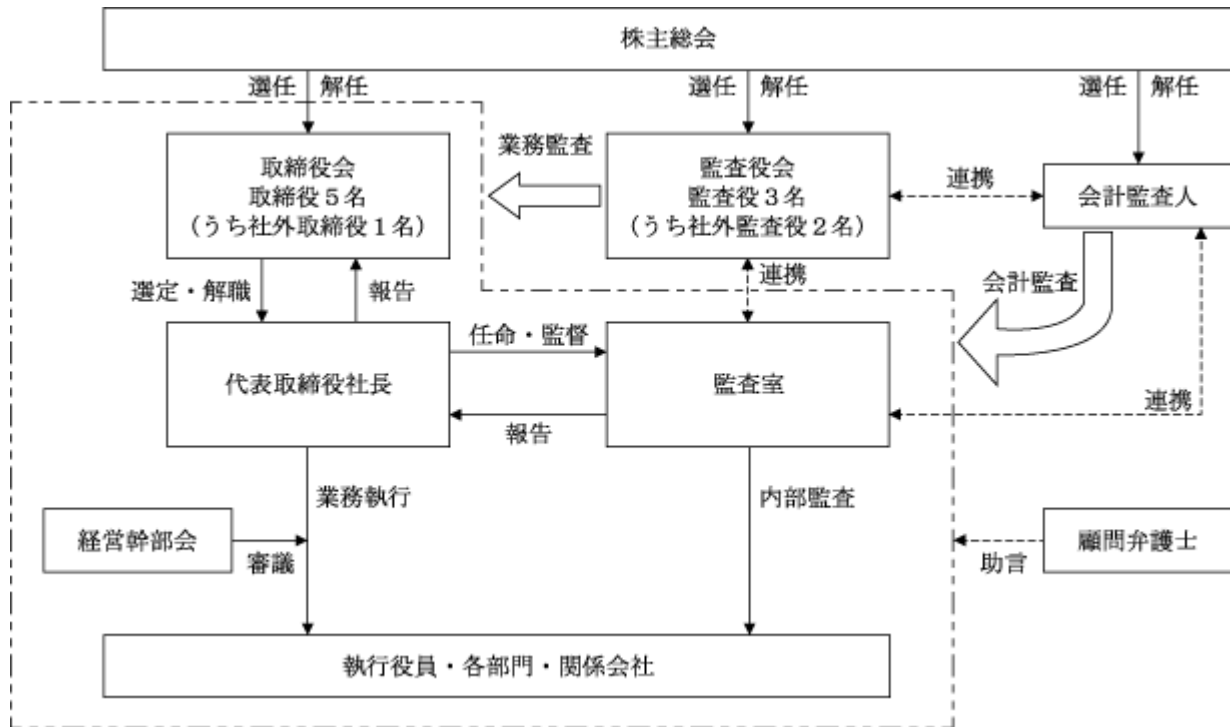 株主総会
選任 解任
選任 解任
選任 解任
取締役会
取締役5名
(うち社外取締役1名)
業務監査
監査役会
監査役3名
(うち社外監査役2名)
連携
会計監査人
選定・解職
報告
連携
会計監査
代表取締役社長
任命・監督
報告
監査室
連携
業務執行
内部監査
経営幹部会
審議
顧問弁護士
助言
執行役員・各部門・関係会社